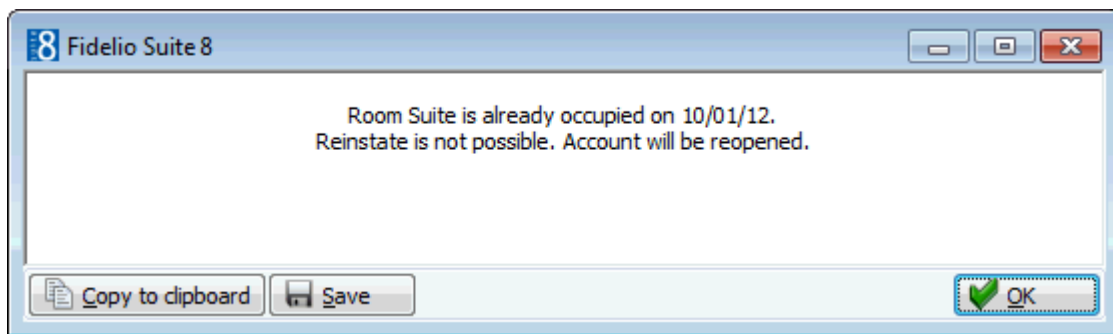 8 Fidelio Suite 8
Room Suite is already occupied on 10/01/12.
Reinstate is not possible. Account will be reopened.
Copy to clipboard Save OK